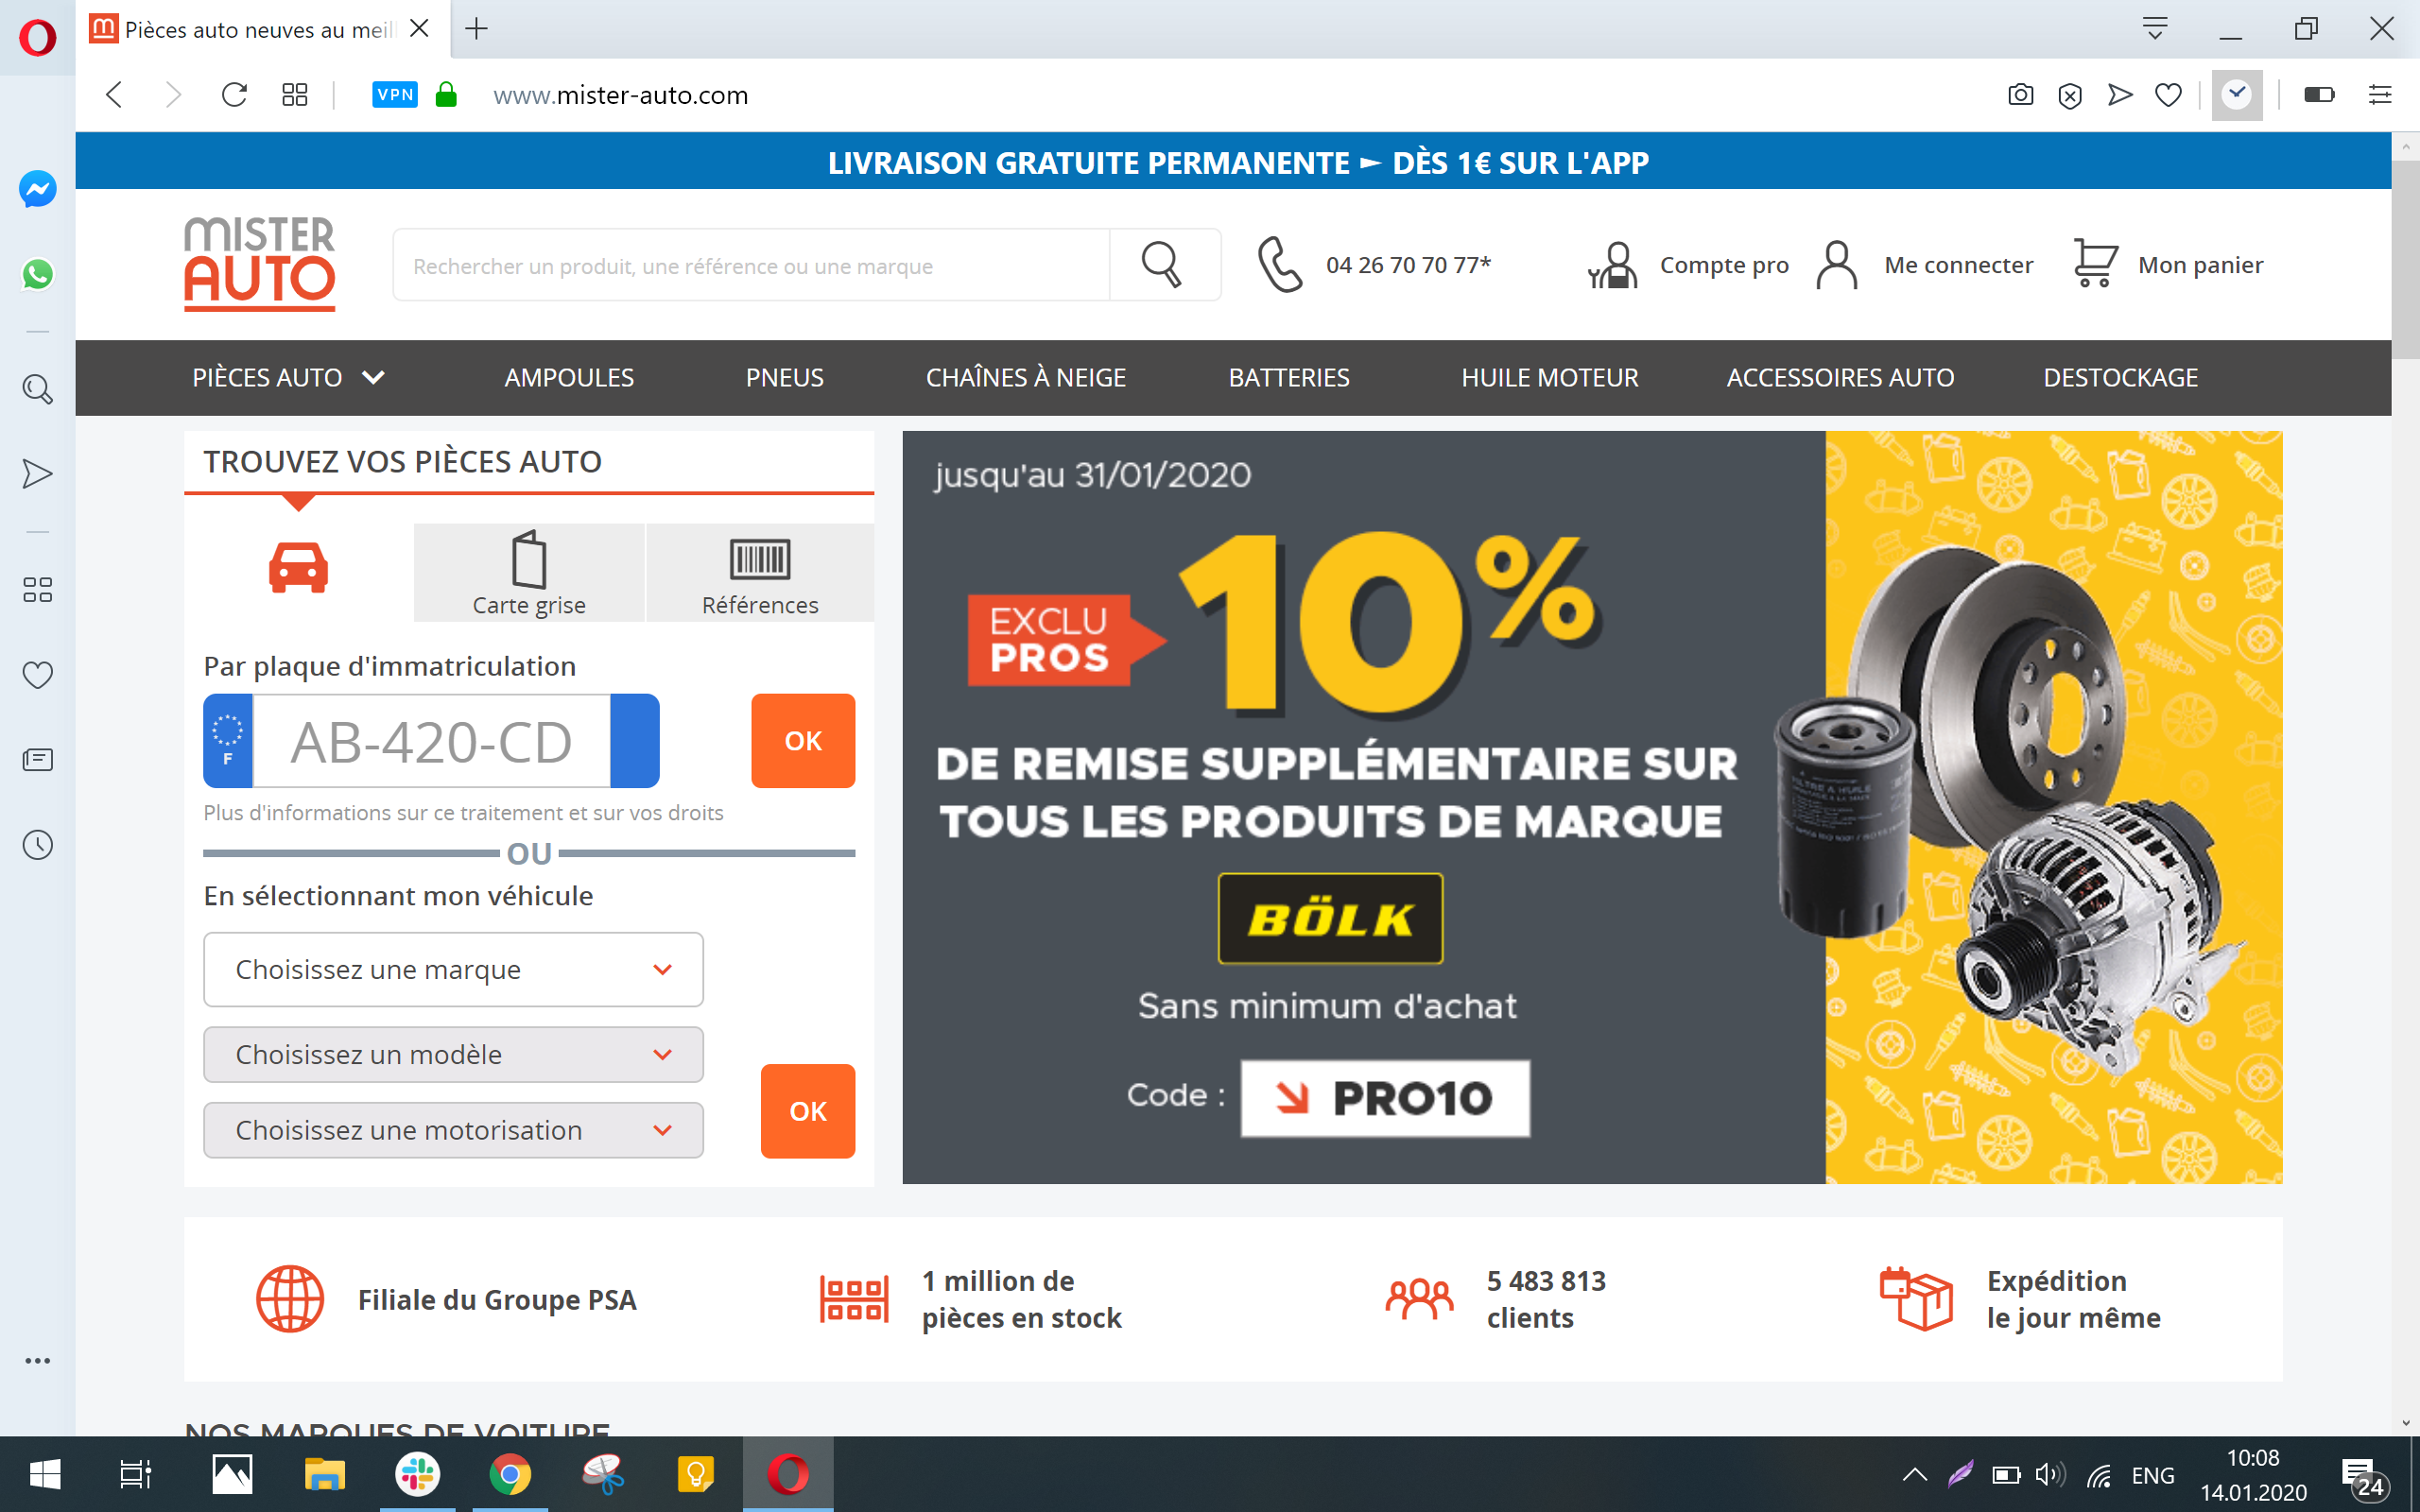 Pièces auto neuves au meil
VPN
www.mister-auto.com
LIVRAISON GRATUITE PERMANENTE ► DÈS 1€ SUR L'APP
MISTER
AUTO
Rechercher un produit, une référence ou une marque
04 26 70 70 77*
Compte pro
Me connecter
Mon panier
PIÈCES AUTO
AMPOULES
PNEUS
CHAÎNES À NEIGE
BATTERIES
HUILE MOTEUR
ACCESSOIRES AUTO
DESTOCKAGE
TROUVEZ VOS PIÈCES AUTO
Carte grise
Références
Par plaque d'immatriculation
F
AB-420-CD
OK
Plus d'informations sur ce traitement et sur vos droits
OU
En sélectionnant mon véhicule
Choisissez une marque
Choisissez un modèle
Choisissez une motorisation
OK
jusqu'au 31/01/2020
EXCLU
PROS
10%
DE REMISE SUPPLÉMENTAIRE SUR
TOUS LES PRODUITS DE MARQUE
BÖLK
Sans minimum d'achat
Code :
PRO10
FILTRE A HUILE
Filiale du Groupe PSA
1 million de
pièces en stock
5 483 813
clients
Expédition
le jour même
NOS MARQUES DE VOITURE
ENG
10:08
14.01.2020
24